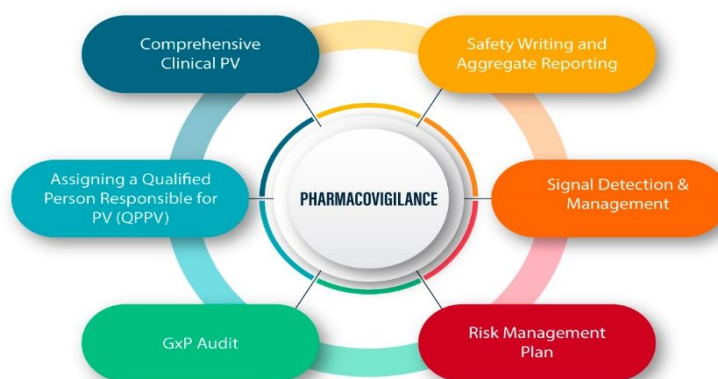 Comprehensive
Clinical PV
Safety Writing and
Aggregate Reporting
Assigning a Qualified
Person Responsible for
PV (QPPV)
PHARMACOVIGILANCE
Signal Detection &
Management
GxP Audit
Risk Management
Plan